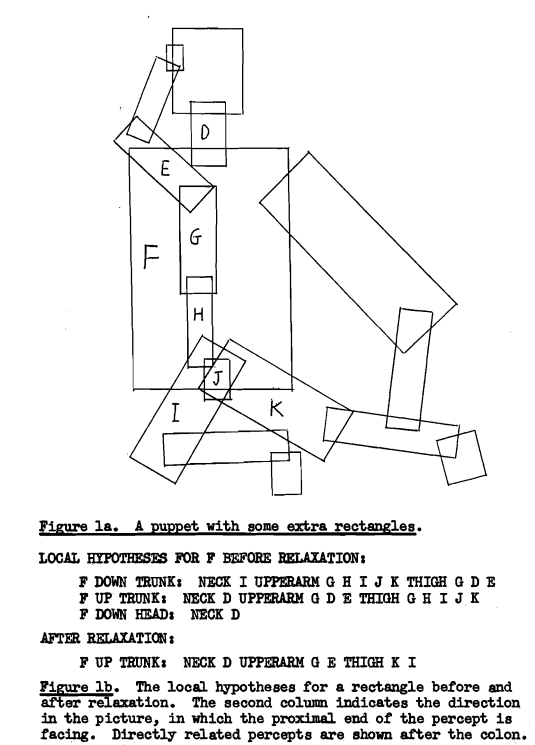 D
E
G
F
H
J
I
K
Figure 1a. A puppet with some extra rectangles.
LOCAL HYPOTHESES FOR F BEFORE RELAXATION:
F DOWN TRUNK: NECK I UPPERARM G H I J K THIGH G D E
F UP TRUNK: NECK D UPPERARM G D E THIGH G H I J K
F DOWN HEAD: NECK D
AFTER RELAXATION:
F UP TRUNK: NECK D UPPERARM G E THIGH K I
Figure 1b. The local hypotheses for a rectangle before and
after relaxation. The second column indicates the direction
in the picture, in which the proximal end of the percept is
facing. Directly related percepts are shown after the colon.